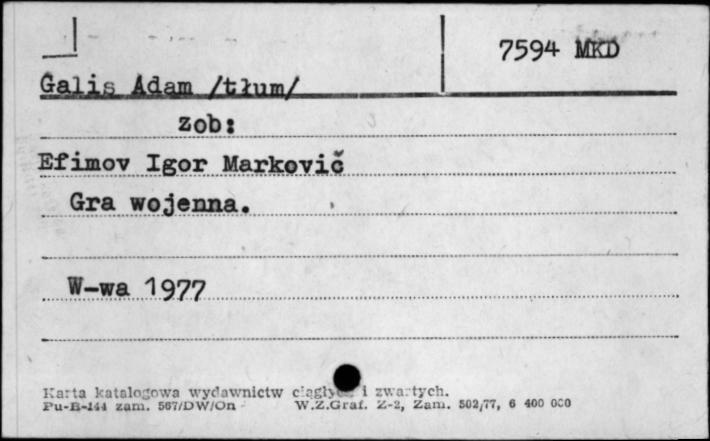 7594 MKD
Galis Adam /tłum/
zob:
Efimov Igor Markovič
Gra wojenna.
W-wa 1977
Karta katalogowa wydawnictw ciągłych i zwartych.
Pu-B-144 zam. 567/DW/On - W.Z.Graf. Z-2, Zam. 502/77, 6 400 000